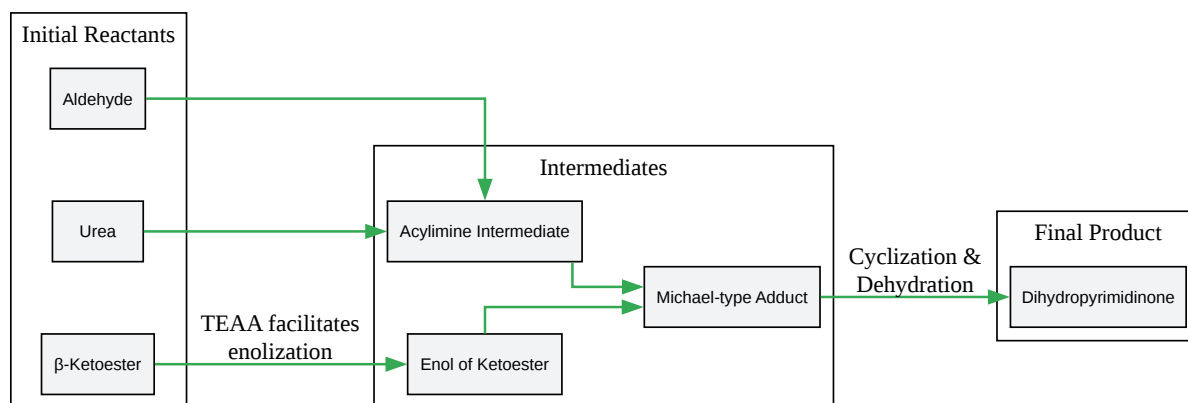 Initial Reactants
Aldehyde
Urea
β-Ketoester
TEAA facilitates
enolization
Intermediates
Acylimine Intermediate
Enol of Ketoester
Michael-type Adduct
Cyclization &
Dehydration
Final Product
Dihydropyrimidinone